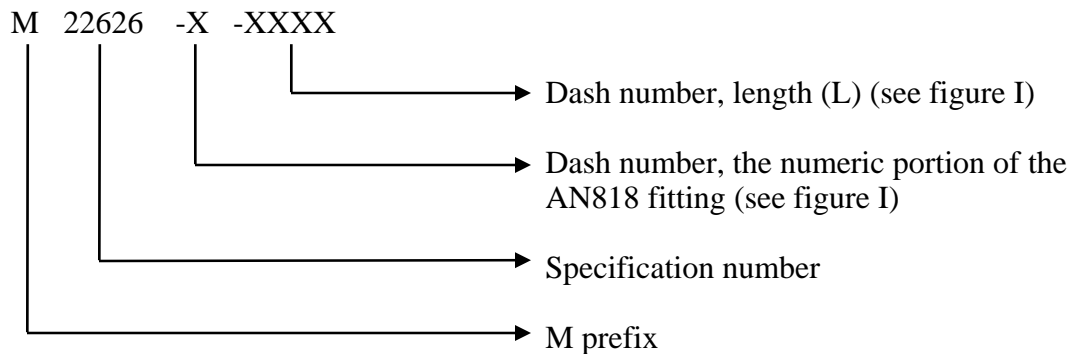 M 22626 -X -XXXX
Dash number, length (L) (see figure I)
Dash number, the numeric portion of the
AN818 fitting (see figure I)
Specification number
M prefix